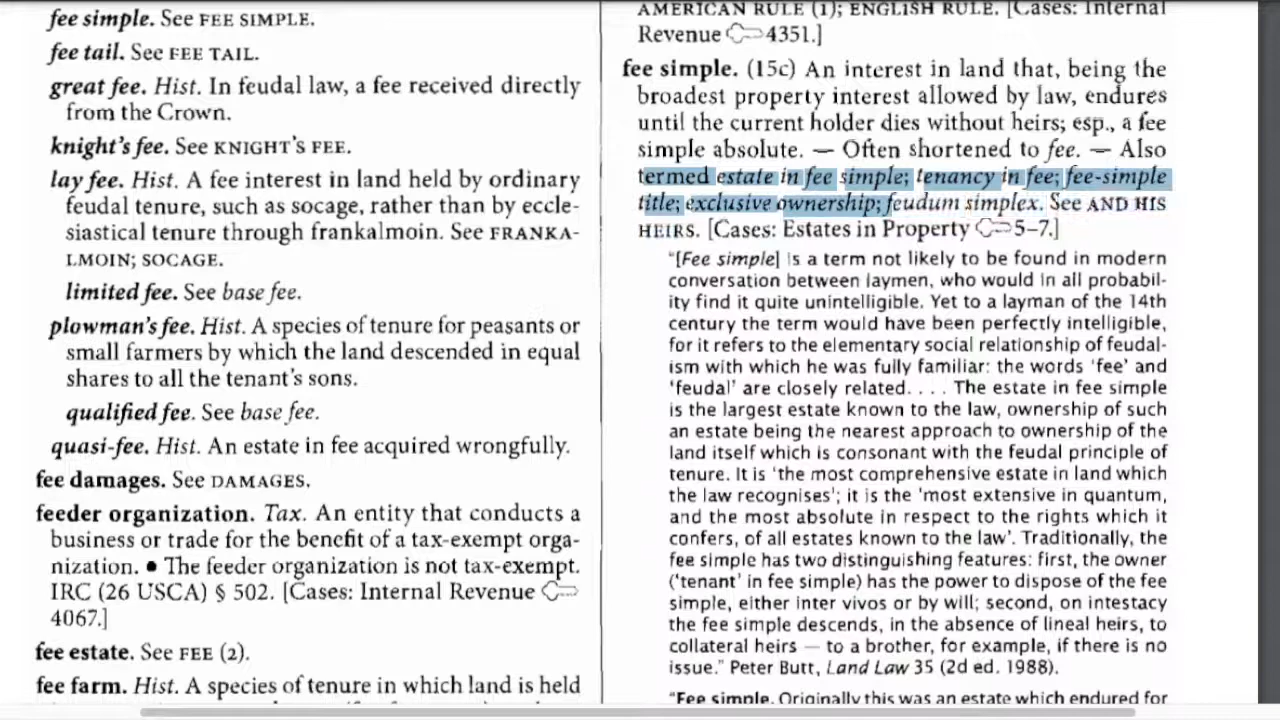 fee simple. See FEE SIMPLE.
fee tail. See FEE TAIL.
great fee. Hist. In feudal law, a fee received directly
from the Crown.
knight's fee. See KNIGHT'S FEE.
lay fee. Hist. A fee interest in land held by ordinary
feudal tenure, such as socage, rather than by eccle-
siastical tenure through frankalmoin. See FRANKA-
LMOIN; SOCAGE.
limited fee. See base fee.
plowman's fee. Hist. A species of tenure for peasants or
small farmers by which the land descended in equal
shares to all the tenant's sons.
qualified fee. See base fee.
quasi-fee. Hist. An estate in fee acquired wrongfully.
fee damages. See DAMAGES.
feeder organization. Tax. An entity that conducts a
business or trade for the benefit of a tax-exempt orga-
nization. • The feeder organization is not tax-exempt.
IRC (26 USCA) § 502. [Cases: Internal Revenue
4067.]
fee estate. See FEE (2).
fee farm. Hist. A species of tenure in which land is held
AMERICAN RULE (1); ENGLISH RULE. [Cases: Internal
Revenue 4351.]
fee simple. (15c) An interest in land that, being the
broadest property interest allowed by law, endures
until the current holder dies without heirs; esp., a fee
simple absolute. — Often shortened to fee. — Also
termed estate in fee simple; tenancy in fee; fee-simple
title; exclusive ownership; feudum simplex. See AND HIS
HEIRS. [Cases: Estates in Property 5–7.]
"[Fee simple] is a term not likely to be found in modern
conversation between laymen, who would in all probabil-
ity find it quite unintelligible. Yet to a layman of the 14th
century the term would have been perfectly intelligible,
for it refers to the elementary social relationship of feudal-
ism with which he was fully familiar: the words 'fee' and
'feudal' are closely related. . . . The estate in fee simple
is the largest estate known to the law, ownership of such
an estate being the nearest approach to ownership of the
land itself which is consonant with the feudal principle of
tenure. It is 'the most comprehensive estate in land which
the law recognises'; it is the 'most extensive in quantum,
and the most absolute in respect to the rights which it
confers, of all estates known to the law'. Traditionally, the
fee simple has two distinguishing features: first, the owner
('tenant' in fee simple) has the power to dispose of the fee
simple, either inter vivos or by will; second, on intestacy
the fee simple descends, in the absence of lineal heirs, to
collateral heirs — to a brother, for example, if there is no
issue." Peter Butt, Land Law 35 (2d ed. 1988).
"Fee simple. Originally this was an estate which endured for